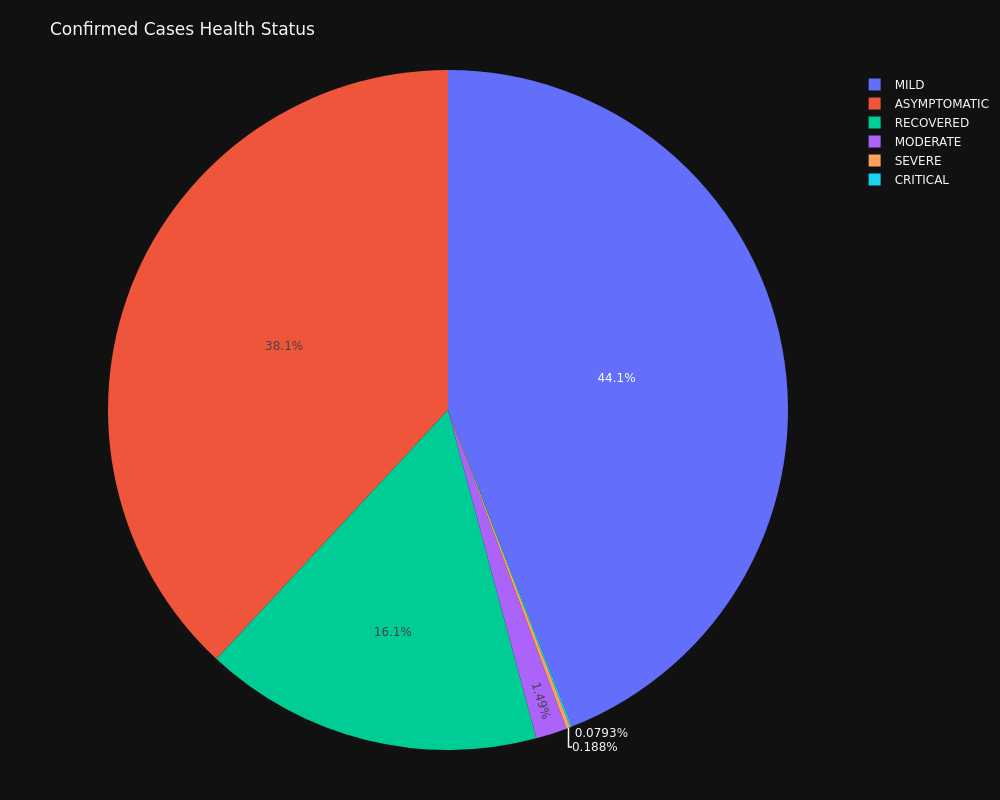 Confirmed Cases Health Status
MILD
ASYMPTOMATIC
RECOVERED
MODERATE
SEVERE
CRITICAL
38.1%
44.1%
16.1%
1.49%
0.0793%
0.188%